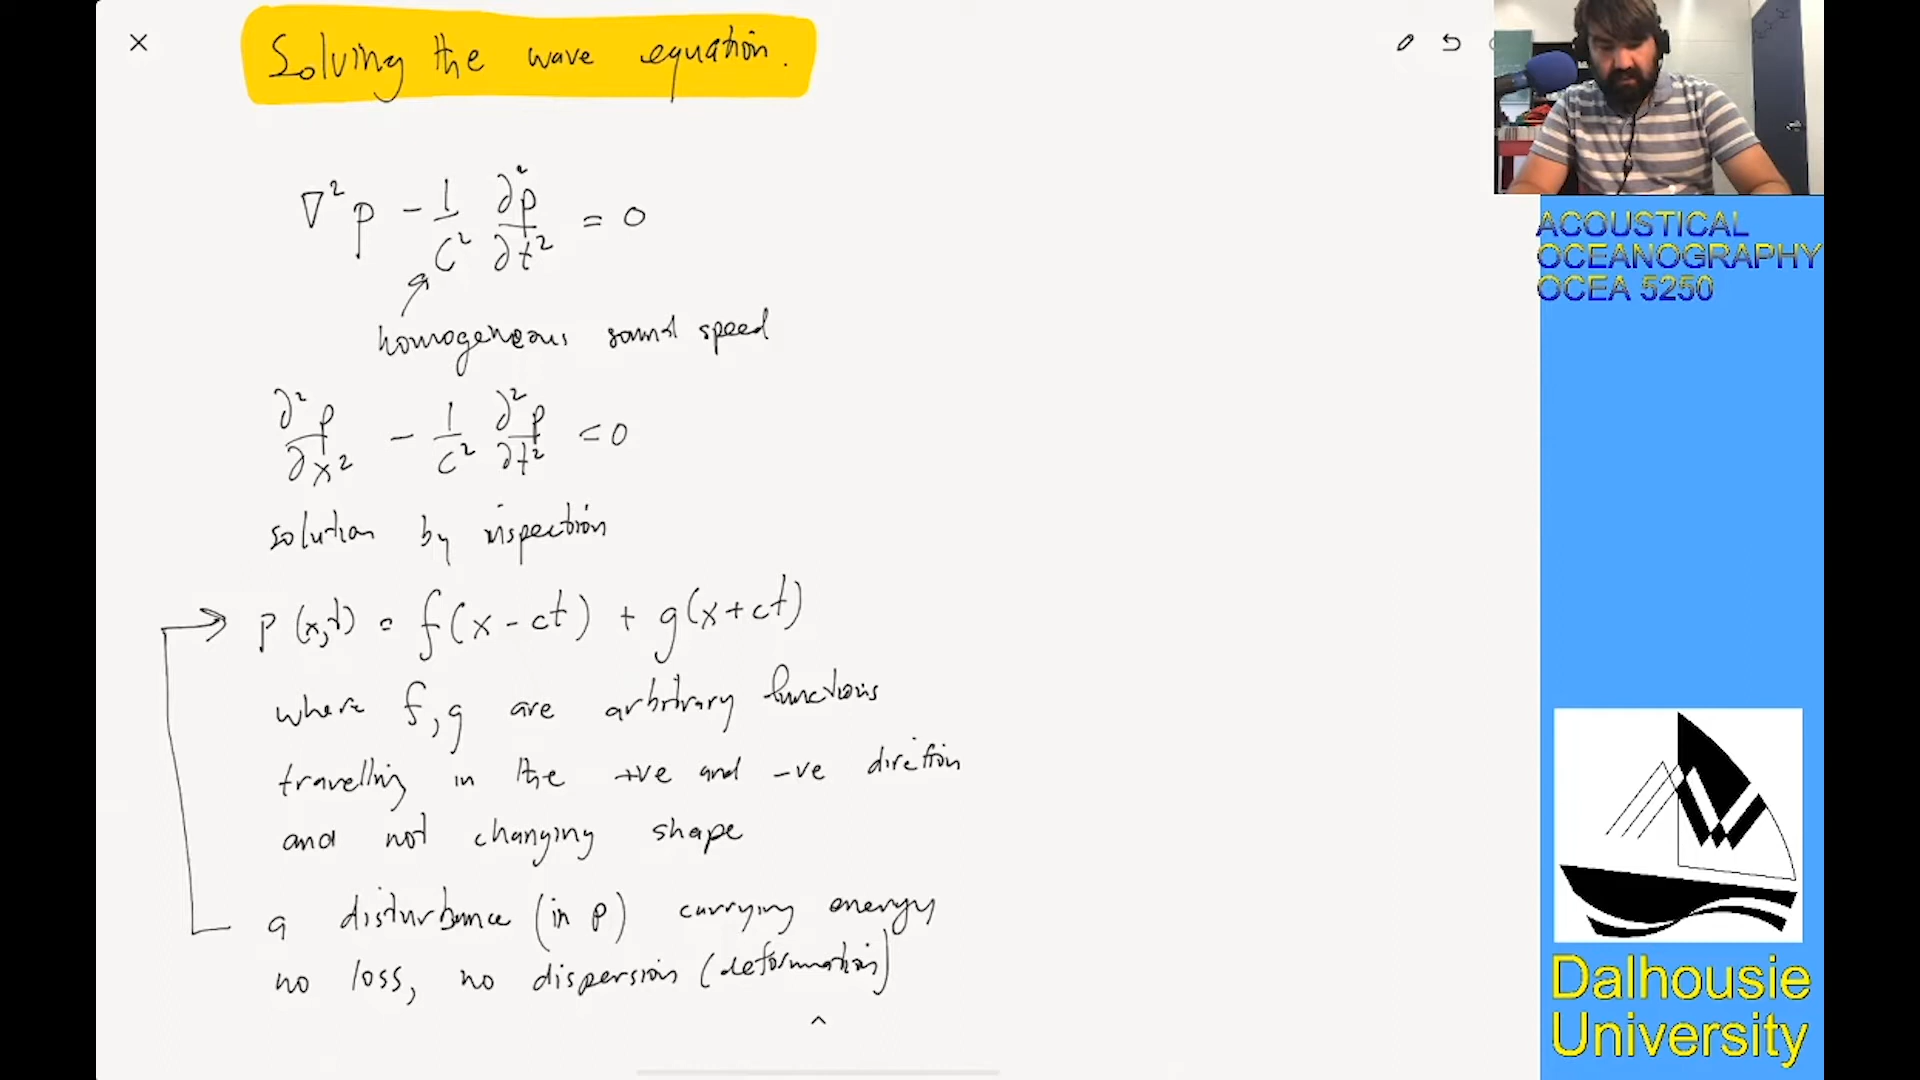 Solving the wave equation.
∇² p − 1/c² ∂²p/∂t² = 0
homogeneous sound speed
∂²p/∂x² − 1/c² ∂²p/∂t² = 0
solution by inspection
p (x,t) = f(x − ct) + g(x + ct)
where f, g are arbitrary functions
travelling in the +ve and −ve direction
and not changing shape
a disturbance (in p) carrying energy
no loss, no dispersion (deformation)
ACOUSTICAL
OCEANOGRAPHY
OCEA 5250
Dalhousie
University